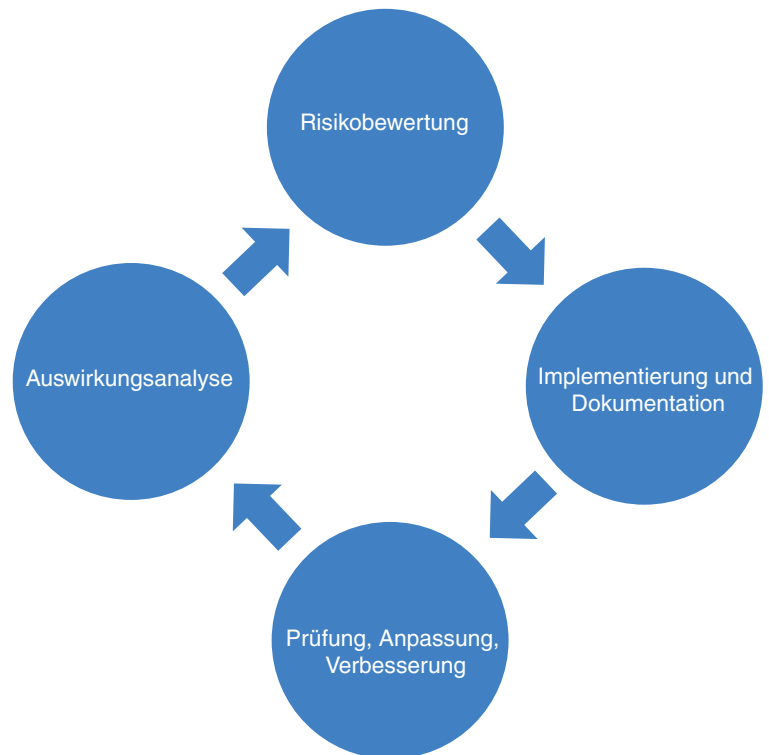 Risikobewertung
Auswirkungsanalyse
Implementierung und
Dokumentation
Prüfung, Anpassung,
Verbesserung